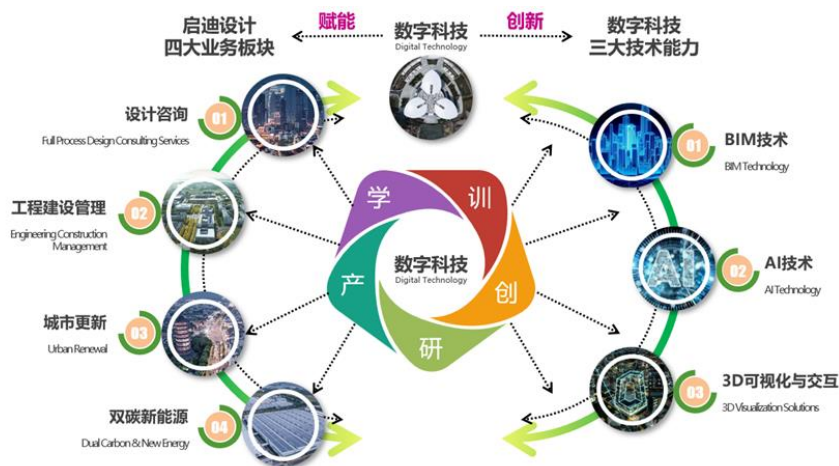 启迪设计
四大业务板块
赋能
数字科技
Digital Technology
创新
数字科技
三大技术能力
01
设计咨询
Full Process Design Consulting Services
02
工程建设管理
Engineering Construction
Management
03
城市更新
Urban Renewal
04
双碳新能源
Dual Carbon & New Energy
学
训
创
研
产
数字科技
Digital Technology
01
BIM技术
BIM Technology
AI
02
AI技术
AI Technology
03
3D可视化与交互
3D Visualization Solutions